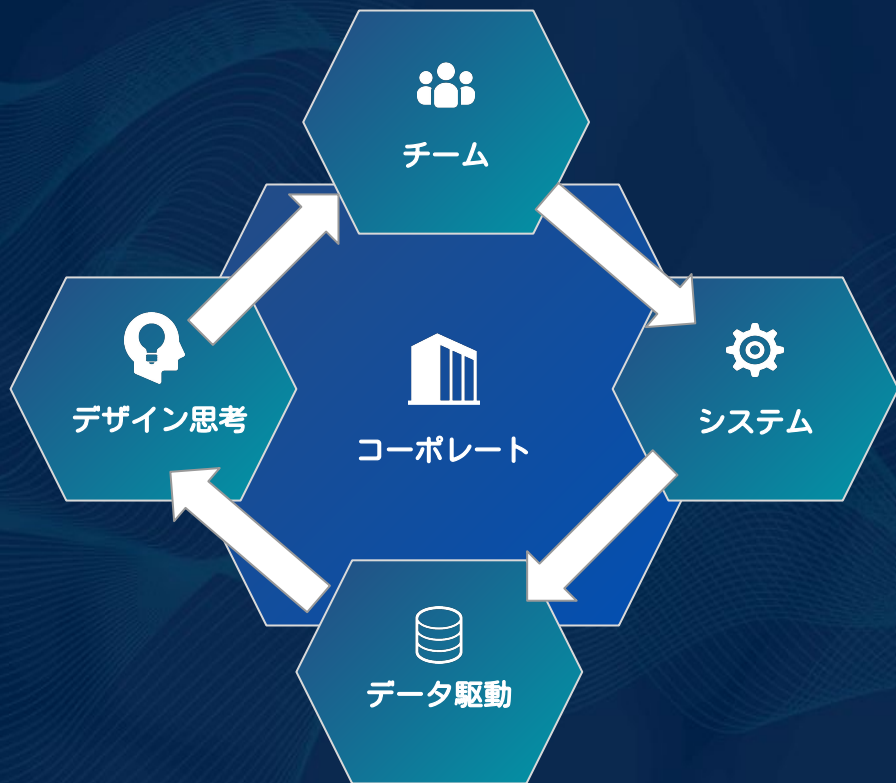 チーム
デザイン思考
システム
コーポレート
データ駆動